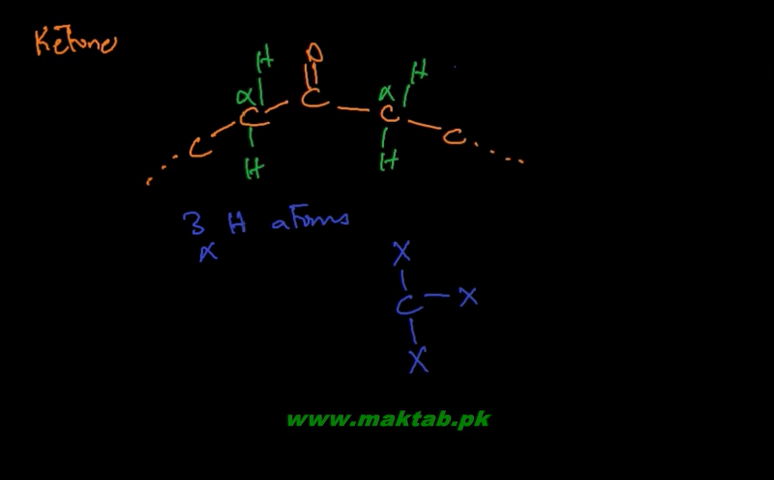 Ketone
H O H
α C α
C C
C C
H H
3 H atoms
α X
C X
X
www.maktab.pk